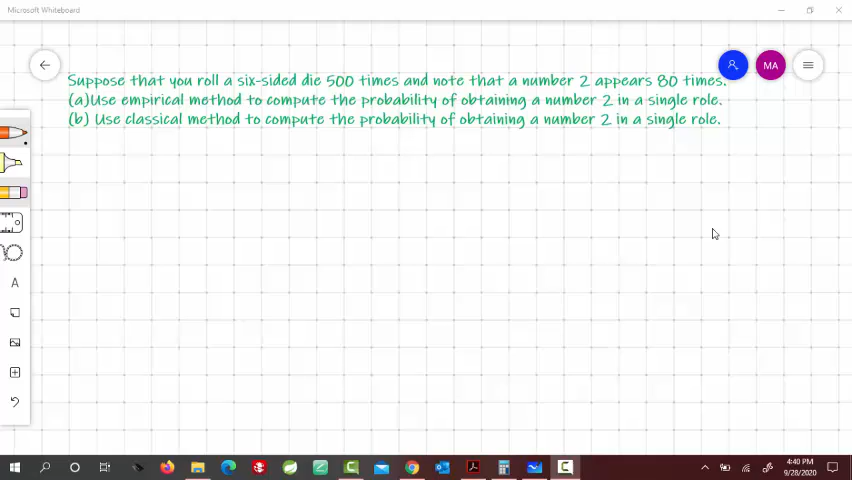 Microsoft Whiteboard
Suppose that you roll a six-sided die 500 times and note that a number 2 appears 80 times.
(a)Use empirical method to compute the probability of obtaining a number 2 in a single role.
(b) Use classical method to compute the probability of obtaining a number 2 in a single role.
MA
A
4:40 PM
9/28/2020